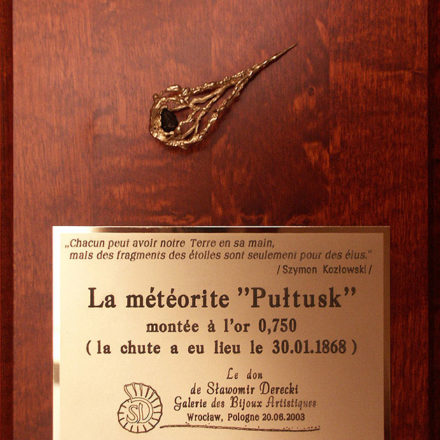 „Chacun peut avoir notre Terre en sa main,
mais des fragments des étoiles sont seulement pour des élus.”
/Szymon Kozłowski/
La météorite ”Pułtusk”
montée à l'or 0,750
( la chute a eu lieu le 30.01.1868 )
Le don
de Sławomir Derecki
Galerie des Bijoux Artistiques
Wrocław, Pologne 20.06.2003
SD